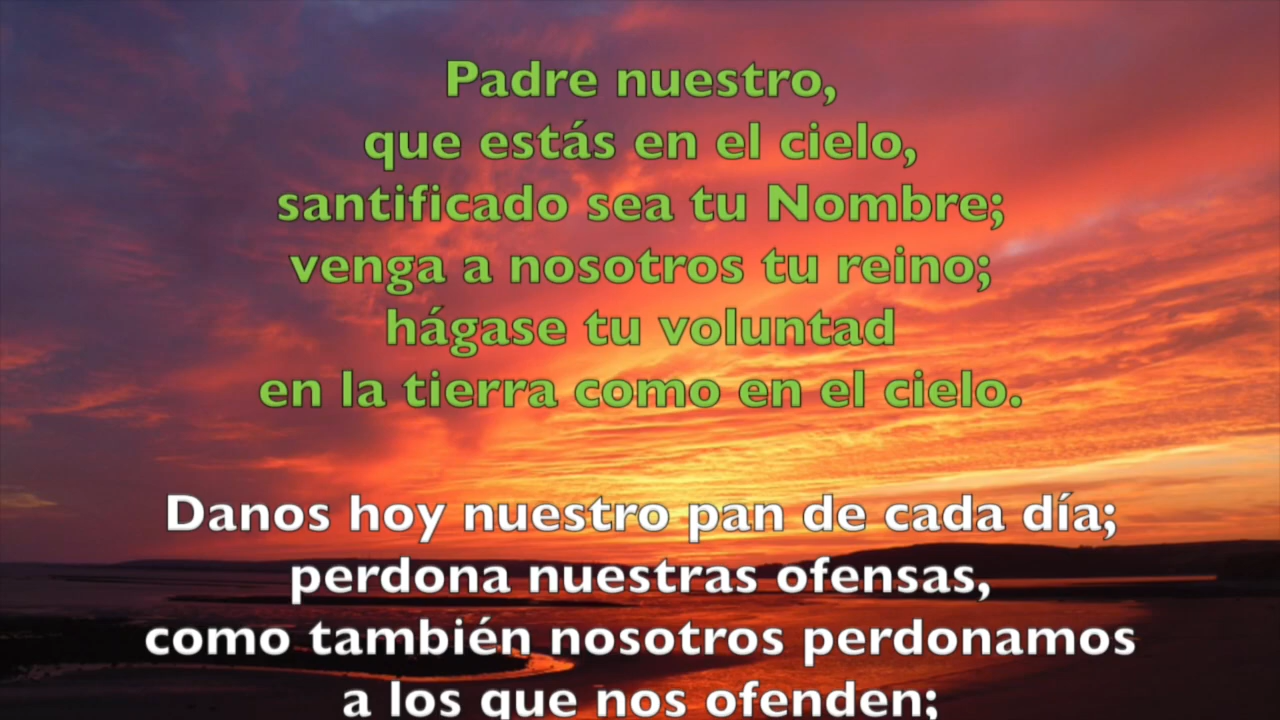 Padre nuestro,
que estás en el cielo,
santificado sea tu Nombre;
venga a nosotros tu reino;
hágase tu voluntad
en la tierra como en el cielo.
Danos hoy nuestro pan de cada día;
perdona nuestras ofensas,
como también nosotros perdonamos
a los que nos ofenden;